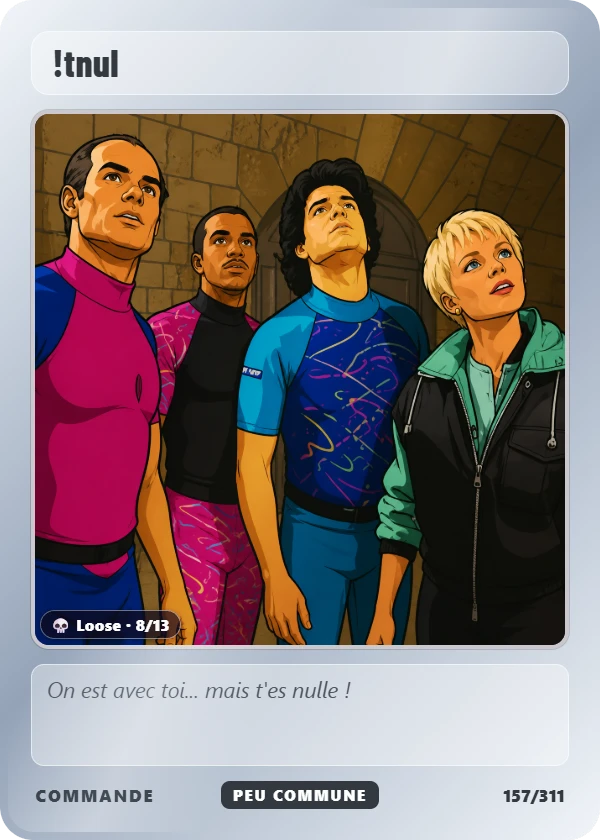 !tnul
Loose · 8/13
On est avec toi... mais t'es nulle !
COMMANDE
PEU COMMUNE
157/311